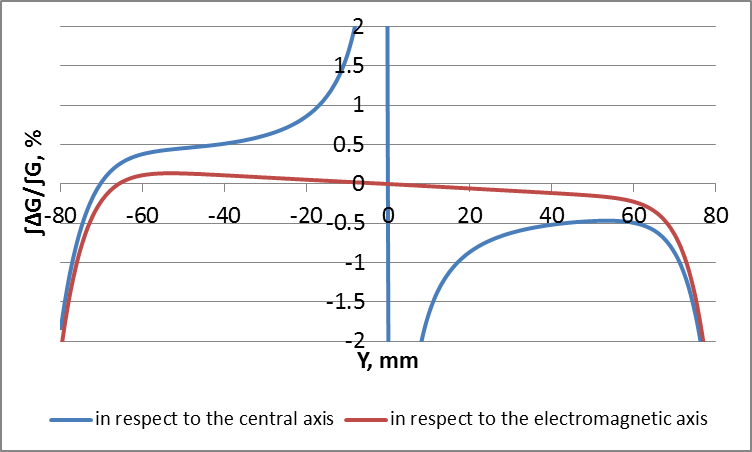 2
1.5
1
0.5
0
-0.5
-1
-1.5
-2
-80 -60 -40 -20 0 20 40 60 80
∫ΔG/∫G, %
Y, mm
in respect to the central axis
in respect to the electromagnetic axis